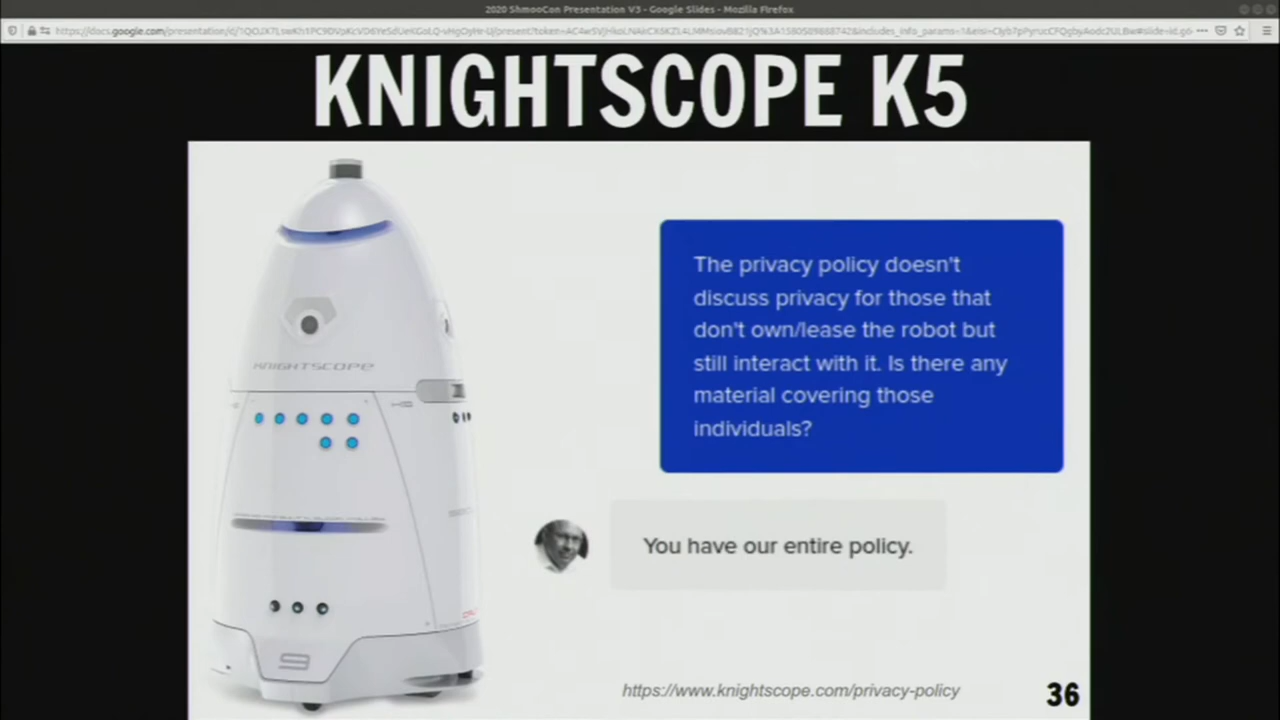 2020 ShmooCon Presentation V3 - Google Slides - Mozilla Firefox
KNIGHTSCOPE K5
The privacy policy doesn't
discuss privacy for those that
don't own/lease the robot but
still interact with it. Is there any
material covering those
individuals?
KNIGHTSCOPE
You have our entire policy.
9
https://www.knightscope.com/privacy-policy
36